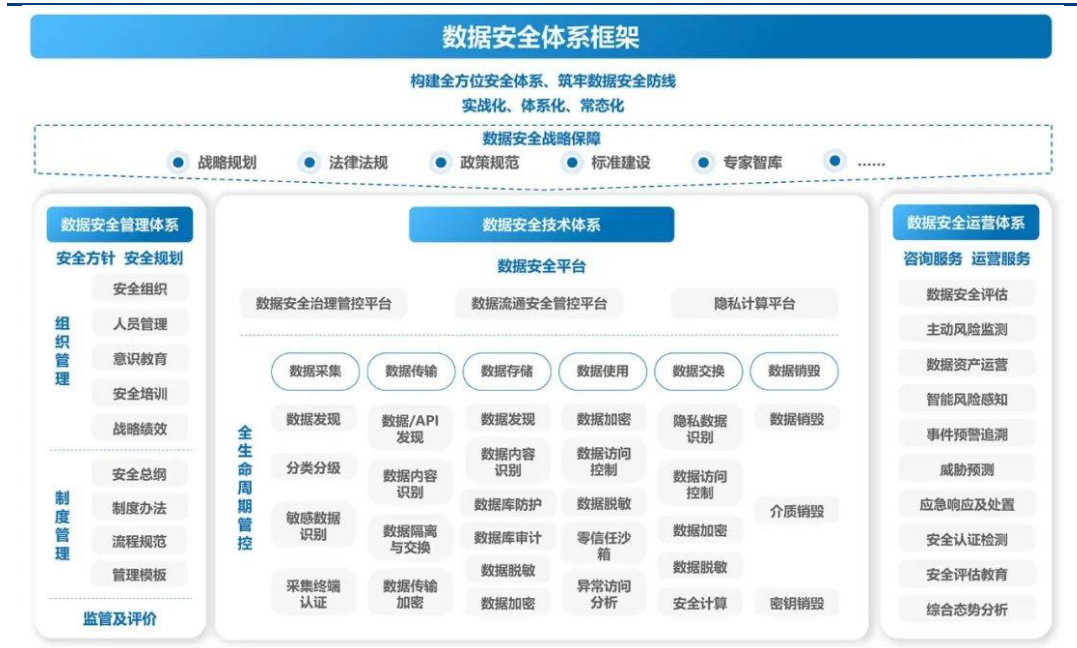 数据安全体系框架
构建全方位安全体系、筑牢数据安全防线
实战化、体系化、常态化
数据安全战略保障
战略规划
法律法规
政策规范
标准建设
专家智库
......
数据安全管理体系
安全方针 安全规划
组织管理
安全组织
人员管理
意识教育
安全培训
战略绩效
制度管理
安全总纲
制度办法
流程规范
管理模板
监管及评价
数据安全技术体系
数据安全平台
数据安全治理管控平台
数据流通安全管控平台
隐私计算平台
全生命周期管控
数据采集
数据发现
分类分级
敏感数据
识别
采集终端
认证
数据传输
数据/API
发现
数据内容
识别
数据隔离
与交换
数据传输
加密
数据存储
数据发现
数据内容
识别
数据库防护
数据库审计
数据脱敏
数据加密
数据使用
数据加密
数据访问
控制
数据脱敏
零信任沙
箱
异常访问
分析
数据交换
隐私数据
识别
数据访问
控制
数据加密
数据脱敏
安全计算
数据销毁
数据销毁
介质销毁
密钥销毁
数据安全运营体系
咨询服务 运营服务
数据安全评估
主动风险监测
数据资产运营
智能风险感知
事件预警追溯
威胁预测
应急响应及处置
安全认证检测
安全评估教育
综合态势分析